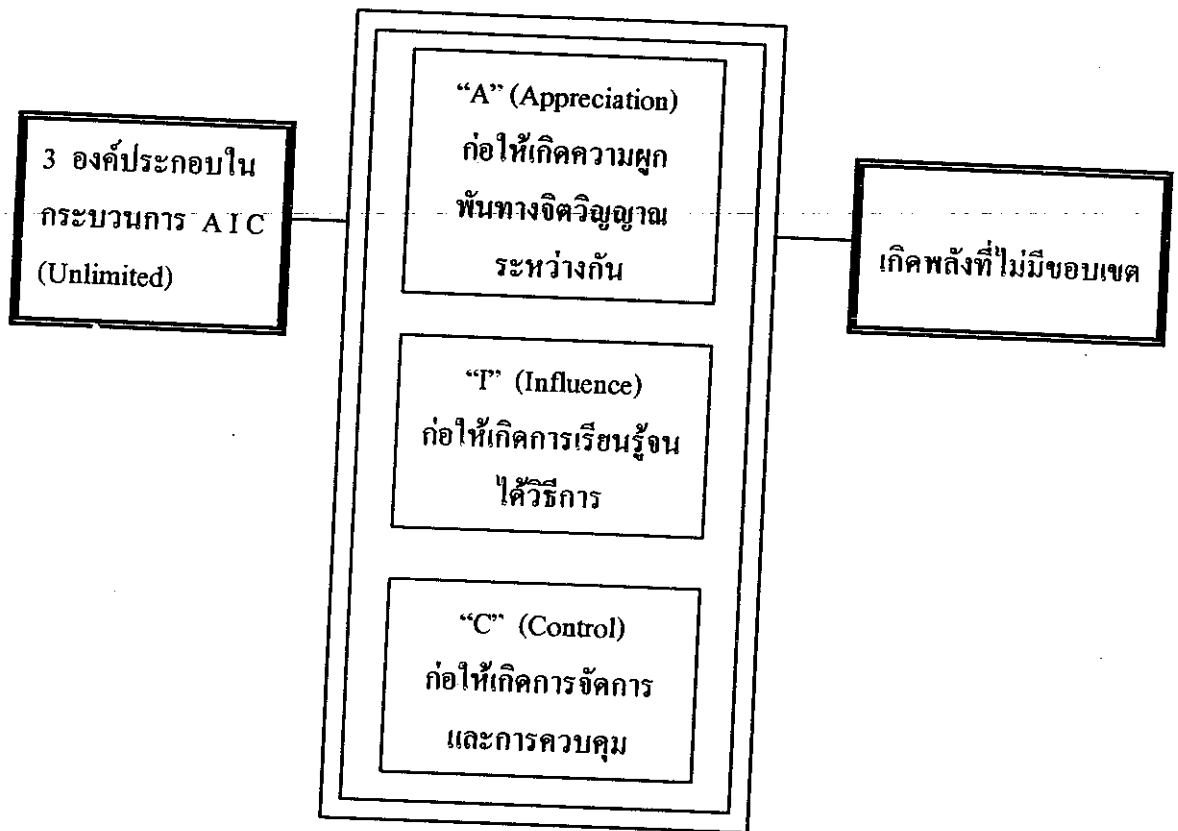 3 องค์ประกอบใน
กระบวนการ A I C
(Unlimited)
“A” (Appreciation)
ก่อให้เกิดความผูก
พันทางจิตวิญญาณ
ระหว่างกัน
“I” (Influence)
ก่อให้เกิดการเรียนรู้จน
ได้วิธีการ
“C” (Control)
ก่อให้เกิดการจัดการ
และการควบคุม
เกิดพลังที่ไม่มีขอบเขต